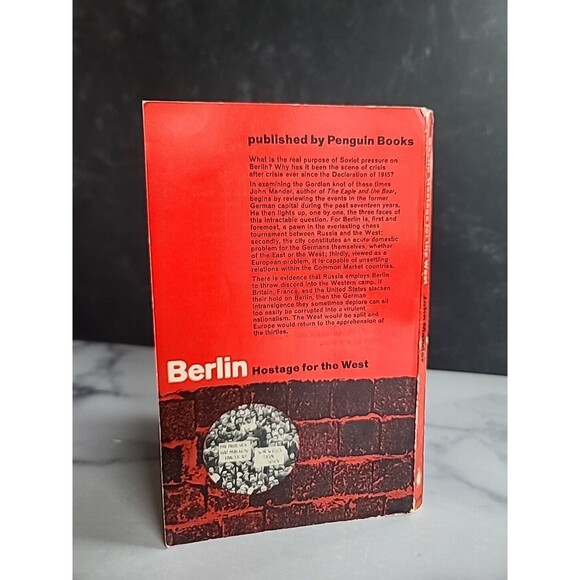 published by Penguin Books
What is the real purpose of Soviet pressure on
Berlin? Why has it been the scene of crisis
after crisis ever since the Declaration of 1945?
In examining the Gordian knot of these times
John Mander, author of The Eagle and the Bear,
begins by reviewing the events in the former
German capital during the past seventeen years.
He then lights up, one by one, the three faces of
this intractable question. For Berlin is, first and
foremost, a pawn in the everlasting chess
tournament between Russia and the West;
secondly, the city constitutes an acute domestic
problem for the Germans themselves, whether
of the East or the West; thirdly, viewed as a
European problem, it is capable of unsettling
relations within the Common Market countries.
There is evidence that Russia employs Berlin
to throw discord into the Western camp. If
Britain, France, and the United States slacken
their hold on Berlin, then the German
intransigence they sometimes deplore can all
too easily be corrupted into a virulent
nationalism. The West would be split and
Europe would return to the apprehension of
the thirties.
Berlin Hostage for the West